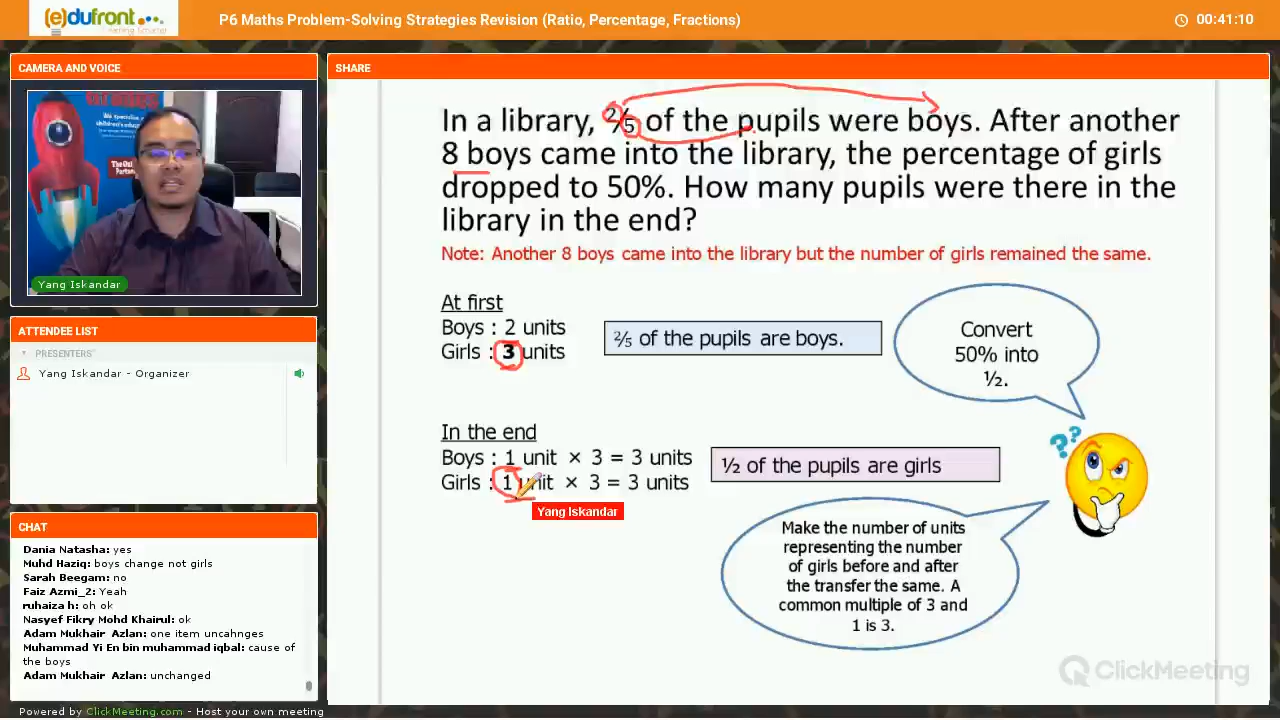 (e)dufront
P6 Maths Problem-Solving Strategies Revision (Ratio, Percentage, Fractions)
00:41:10
CAMERA AND VOICE
Yang Iskandar
ATTENDEE LIST
PRESENTERS
Yang Iskandar - Organizer
CHAT
Dania Natasha: yes
Muhd Haziq: boys change not girls
Sarah Beegam: no
Faiz Azmi_2: Yeah
ruhaiza h: oh ok
Nasyef Fikry Mohd Khairul: ok
Adam Mukhair Azlan: one item uncahnges
Muhammad Yi En bin muhammad iqbal: cause of
the boys
Adam Mukhair Azlan: unchanged
Powered by ClickMeeting.com - Host your own meeting
SHARE
In a library, ⅖ of the pupils were boys. After another
8 boys came into the library, the percentage of girls
dropped to 50%. How many pupils were there in the
library in the end?
Note: Another 8 boys came into the library but the number of girls remained the same.
At first
Boys : 2 units
Girls : 3 units
⅖ of the pupils are boys.
Convert
50% into
½.
In the end
Boys : 1 unit × 3 = 3 units
Girls : 1 unit × 3 = 3 units
½ of the pupils are girls
Yang Iskandar
??
Make the number of units
representing the number
of girls before and after
the transfer the same. A
common multiple of 3 and
1 is 3.
ClickMeeting